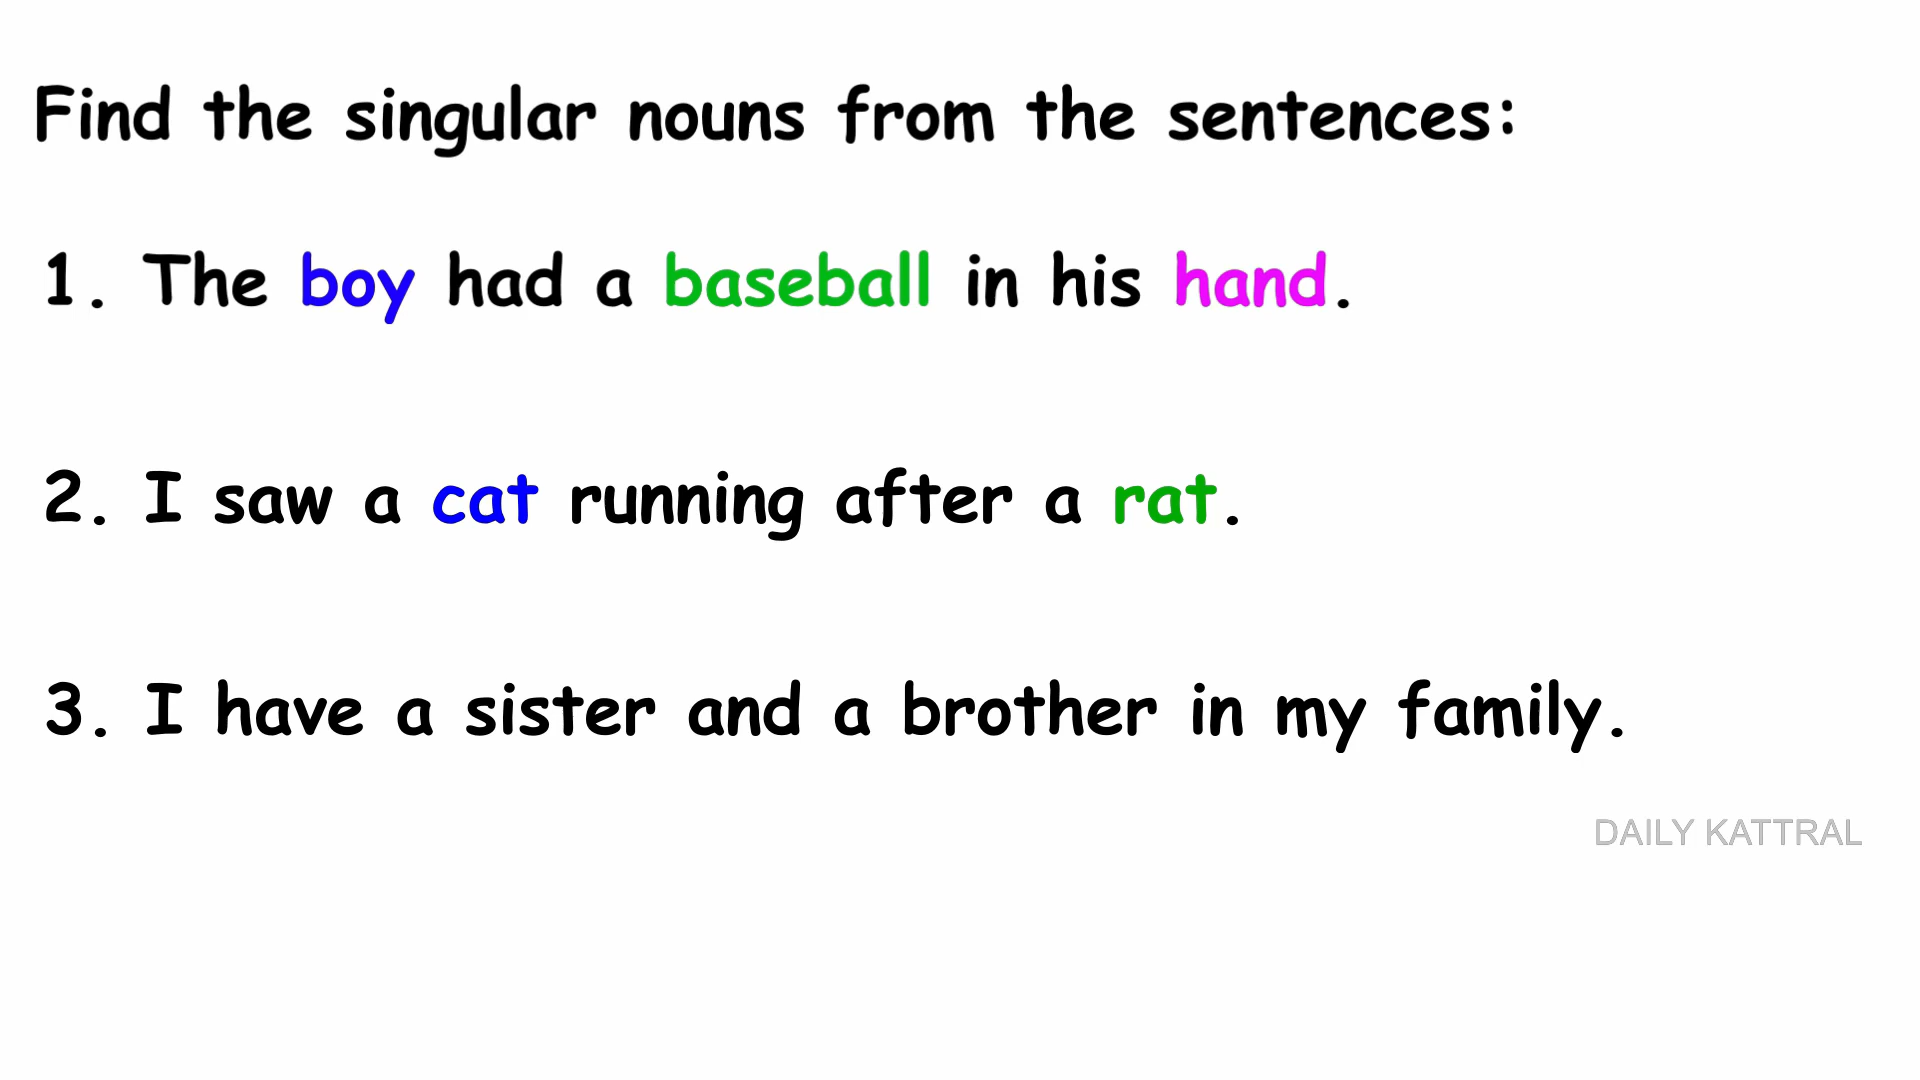 Find the singular nouns from the sentences:
1. The boy had a baseball in his hand.
2. I saw a cat running after a rat.
3. I have a sister and a brother in my family.
DAILY KATTRAL